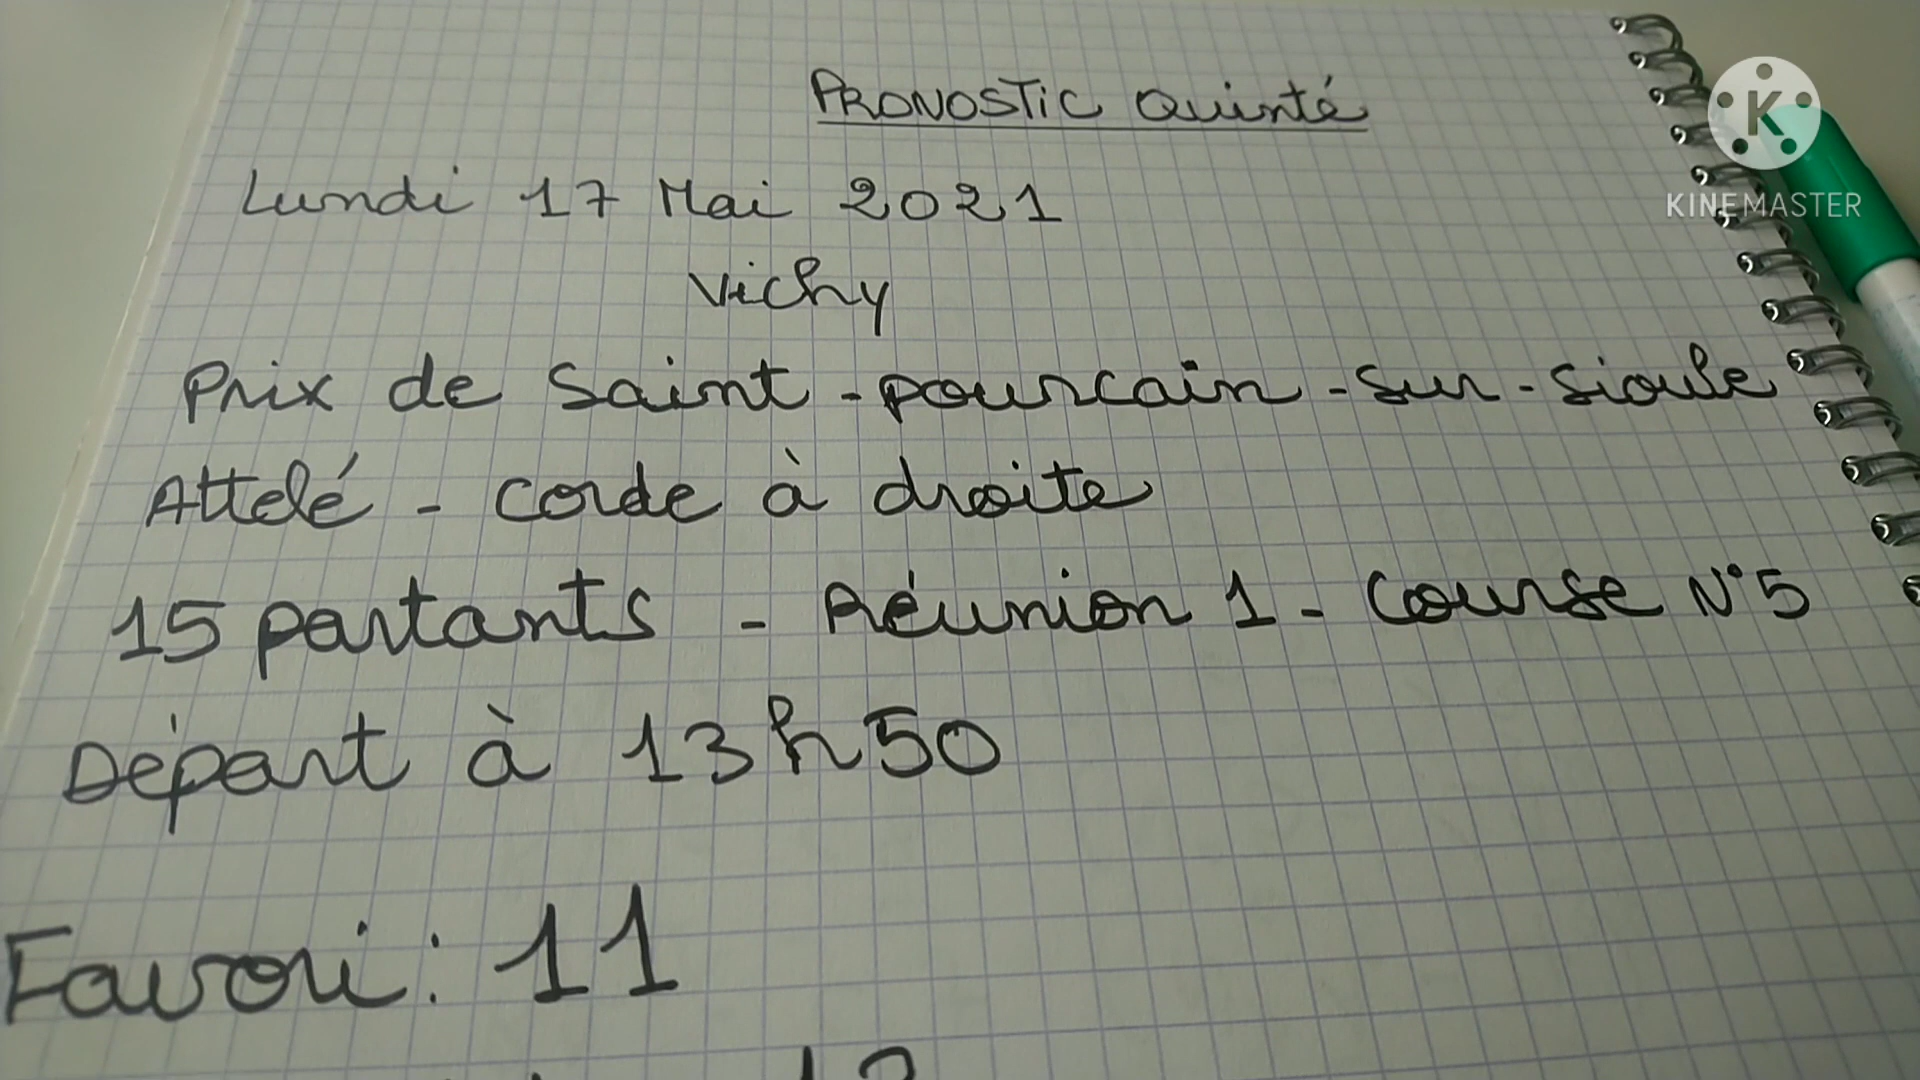 PRONOSTIC Quinté
Lundi 17 Mai 2021
Vichy
Prix de Saint-pourcain-sur-sioule
Attelé - corde à droite
15 partants - Réunion 1 - Course N°5
Départ à 13h50
Favori : 11
K
KINEMASTER